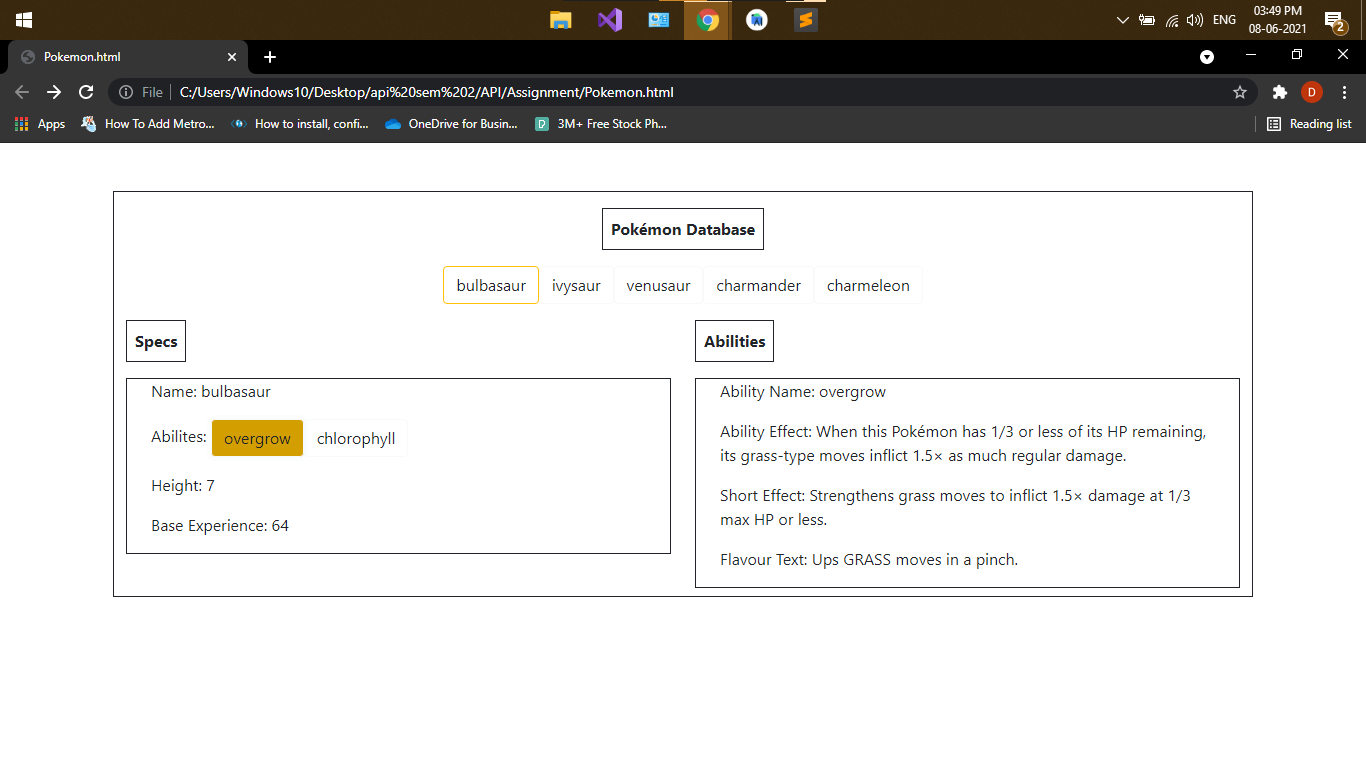 ENG
03:49 PM
08-06-2021
2
Pokemon.html
File
C:/Users/Windows10/Desktop/api%20sem%202/API/Assignment/Pokemon.html
D
Apps
How To Add Metro...
How to install, confi...
OneDrive for Busin...
3M+ Free Stock Ph...
Reading list
Pokémon Database
bulbasaur ivysaur venusaur charmander charmeleon
Specs
Name: bulbasaur
Abilites: overgrow chlorophyll
Height: 7
Base Experience: 64
Abilities
Ability Name: overgrow
Ability Effect: When this Pokémon has 1/3 or less of its HP remaining,
its grass-type moves inflict 1.5× as much regular damage.
Short Effect: Strengthens grass moves to inflict 1.5× damage at 1/3
max HP or less.
Flavour Text: Ups GRASS moves in a pinch.